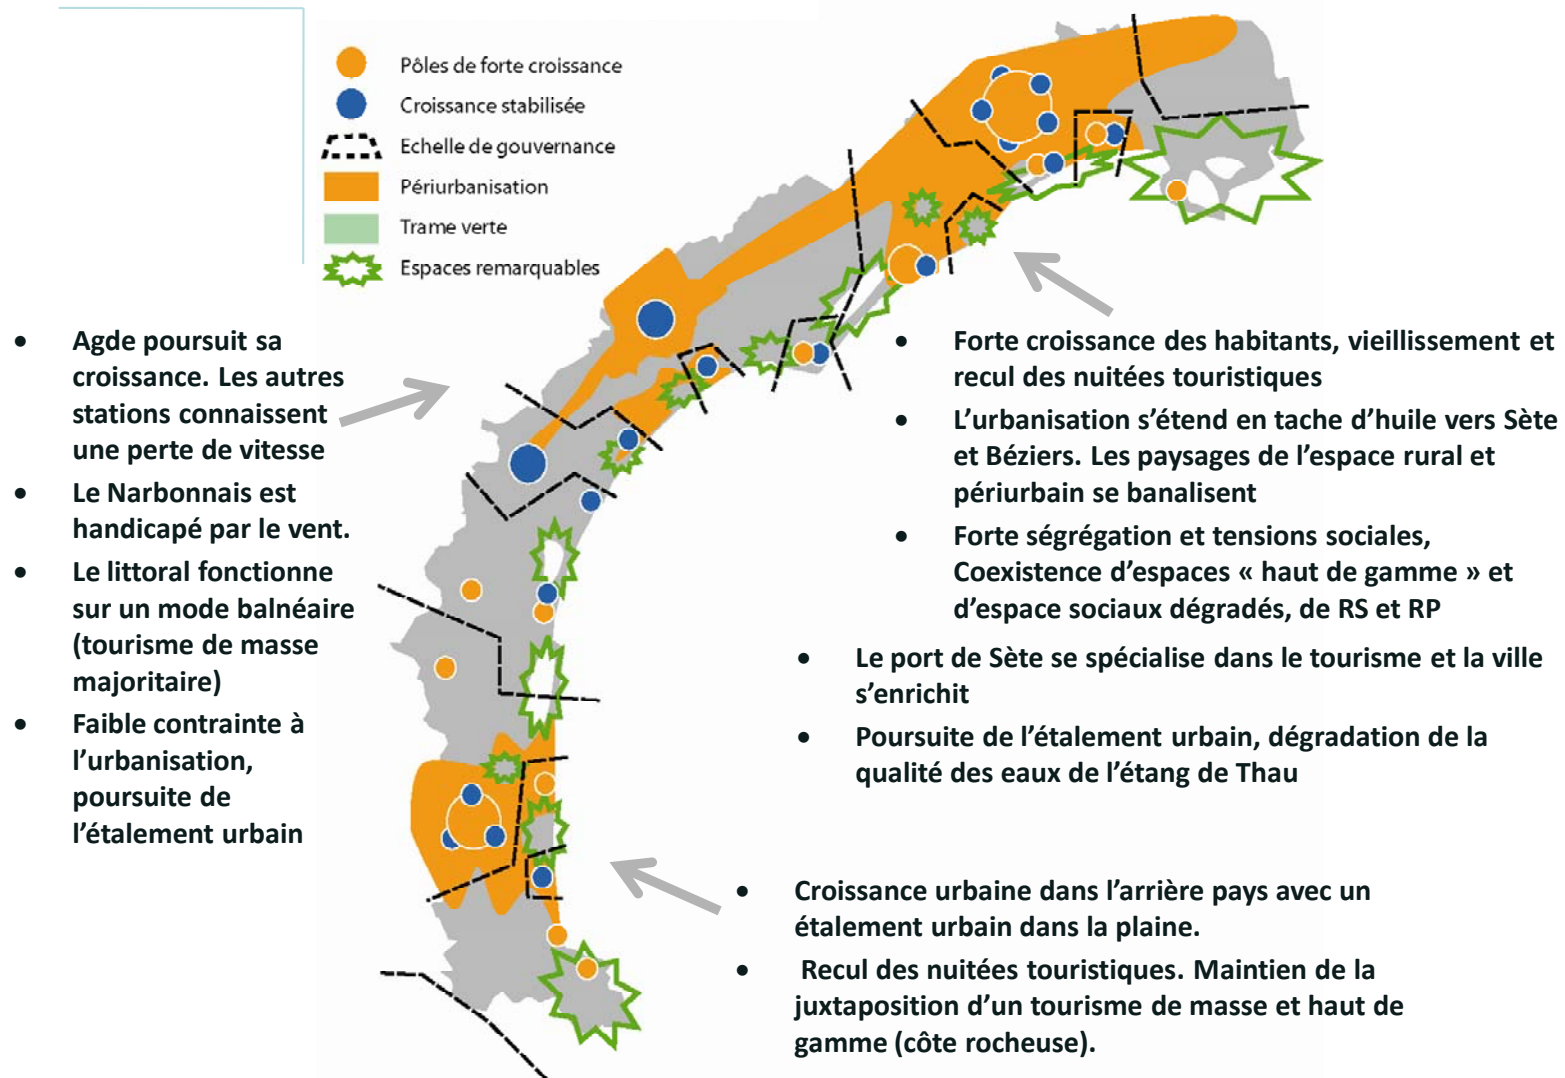 Pôles de forte croissance
Croissance stabilisée
Echelle de gouvernance
Périurbanisation
Trame verte
Espaces remarquables
• Agde poursuit sa
croissance. Les autres
stations connaissent
une perte de vitesse
• Le Narbonnais est
handicapé par le vent.
• Le littoral fonctionne
sur un mode balnéaire
(tourisme de masse
majoritaire)
• Faible contrainte à
l’urbanisation,
poursuite de
l’étalement urbain
• Forte croissance des habitants, vieillissement et
recul des nuitées touristiques
• L’urbanisation s’étend en tache d’huile vers Sète
et Béziers. Les paysages de l’espace rural et
périurbain se banalisent
• Forte ségrégation et tensions sociales,
Coexistence d’espaces « haut de gamme » et
d’espace sociaux dégradés, de RS et RP
• Le port de Sète se spécialise dans le tourisme et la ville
s’enrichit
• Poursuite de l’étalement urbain, dégradation de la
qualité des eaux de l’étang de Thau
• Croissance urbaine dans l’arrière pays avec un
étalement urbain dans la plaine.
• Recul des nuitées touristiques. Maintien de la
juxtaposition d’un tourisme de masse et haut de
gamme (côte rocheuse).